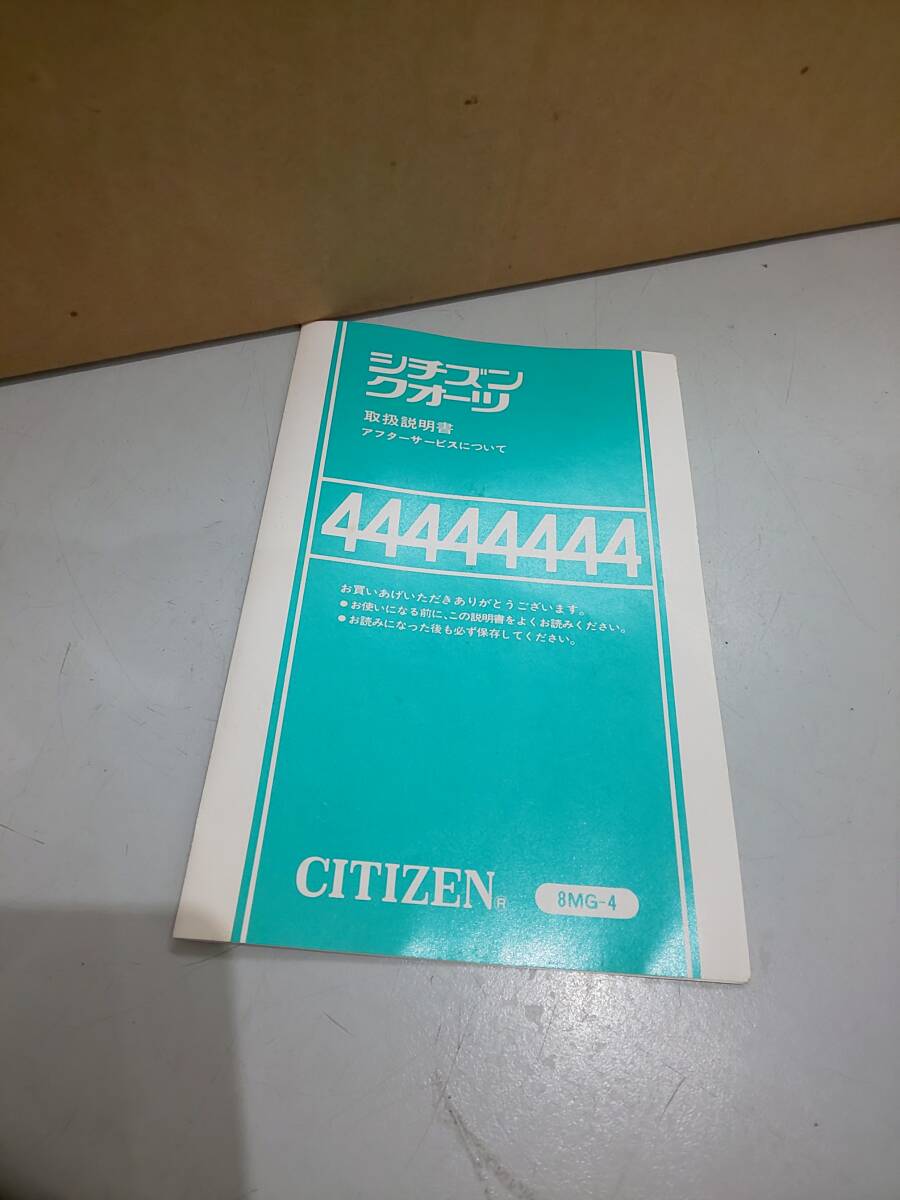 シチズン
クオーツ
取扱説明書
アフターサービスについて
44444444
お買いあげいただきありがとうございます。
●お使いになる前に、この説明書をよくお読みください。
●お読みになった後も必ず保存してください。
CITIZEN®
8MG-4